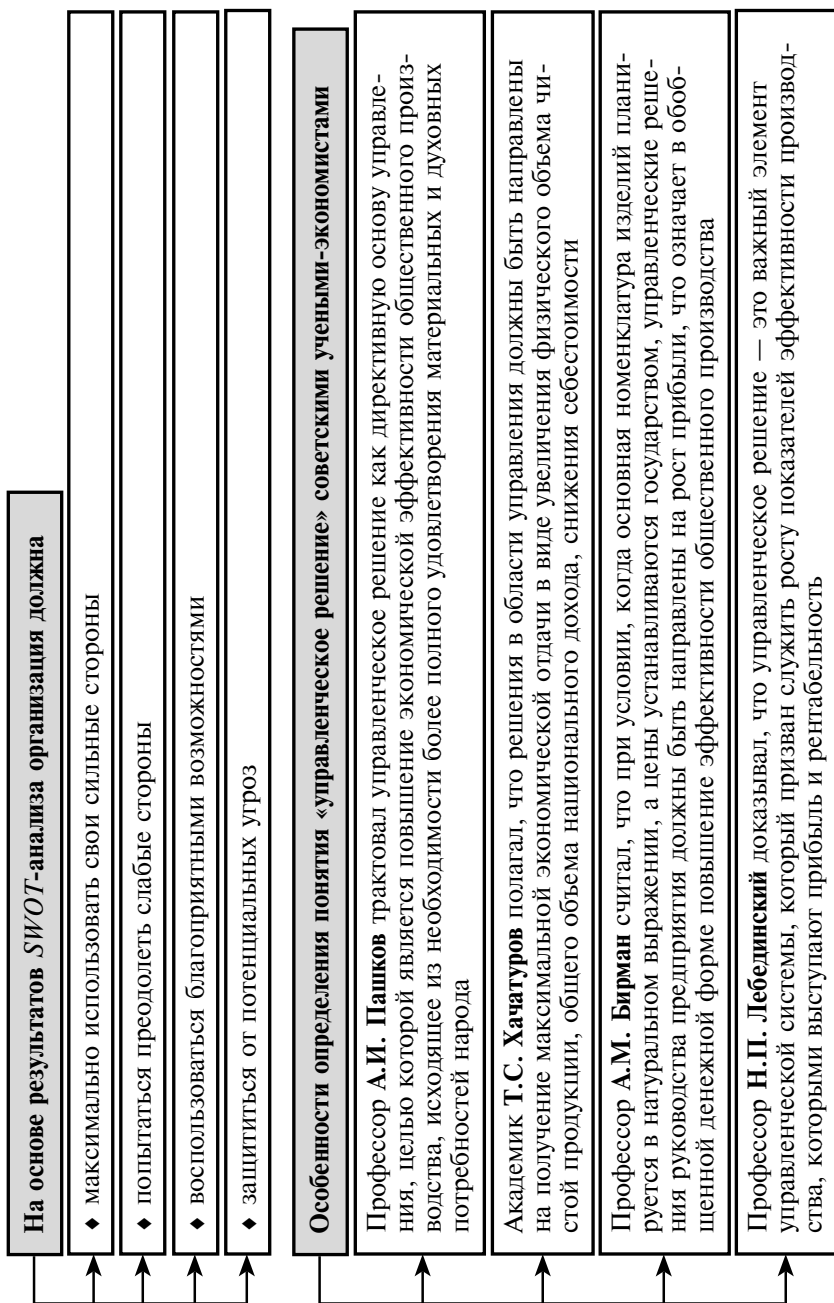 На основе результатов SWOT-анализа организация должна
♦ максимально использовать свои сильные стороны
♦ попытаться преодолеть слабые стороны
♦ воспользоваться благоприятными возможностями
♦ защититься от потенциальных угроз
Особенности определения понятия «управленческое решение» советскими учеными-экономистами
Профессор А.И. Пашков трактовал управленческое решение как директивную основу управле-
ния, целью которой является повышение экономической эффективности общественного произ-
водства, исходящее из необходимости более полного удовлетворения материальных и духовных
потребностей народа
Академик Т.С. Хачатуров полагал, что решения в области управления должны быть направлены
на получение максимальной экономической отдачи в виде увеличения физического объема чи-
стой продукции, общего объема национального дохода, снижения себестоимости
Профессор А.М. Бирман считал, что при условии, когда основная номенклатура изделий плани-
руется в натуральном выражении, а цены устанавливаются государством, управленческие реше-
ния руководства предприятия должны быть направлены на рост прибыли, что означает в обоб-
щенной денежной форме повышение эффективности общественного производства
Профессор Н.П. Лебединский доказывал, что управленческое решение — это важный элемент
управленческой системы, который призван служить росту показателей эффективности производ-
ства, которыми выступают прибыль и рентабельность